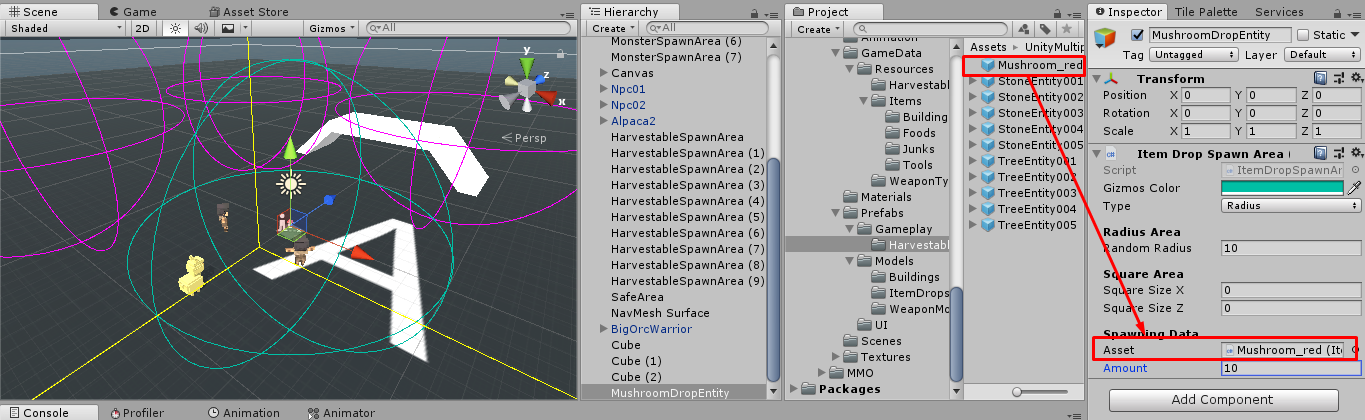 Scene
Game
Asset Store
Shaded
2D
Gizmos
All
y
z
x
Persp
Hierarchy
Create
All
MonsterSpawnArea (6)
MonsterSpawnArea (7)
Canvas
Npc01
Npc02
Alpaca2
HarvestableSpawnArea
HarvestableSpawnArea (1)
HarvestableSpawnArea (2)
HarvestableSpawnArea (3)
HarvestableSpawnArea (4)
HarvestableSpawnArea (5)
HarvestableSpawnArea (6)
HarvestableSpawnArea (7)
HarvestableSpawnArea (8)
HarvestableSpawnArea (9)
SafeArea
NavMesh Surface
BigOrcWarrior
Cube
Cube (1)
Cube (2)
MushroomDropEntity
Project
Create
GameData
Resources
Harvestabl
Items
Building
Foods
Junks
Tools
WeaponTy
Materials
Prefabs
Gameplay
Harvestabl
Models
Buildings
ItemDrops
WeaponMo
UI
Scenes
Textures
MMO
Packages
Assets
UnityMultip
Mushroom_red
StoneEntity001
StoneEntity002
StoneEntity003
StoneEntity004
StoneEntity005
TreeEntity001
TreeEntity002
TreeEntity003
TreeEntity004
TreeEntity005
Inspector
Tile Palette
Services
MushroomDropEntity
Static
Tag Untagged
Layer Default
Transform
Position X 0 Y 0 Z 0
Rotation X 0 Y 0 Z 0
Scale X 1 Y 1 Z 1
Item Drop Spawn Area (
Script ItemDropSpawnAr
Gizmos Color
Type Radius
Radius Area
Random Radius 10
Square Area
Square Size X 0
Square Size Z 0
Spawning Data
Asset Mushroom_red (Ite
Amount 10
Add Component
Console
Profiler
Animation
Animator